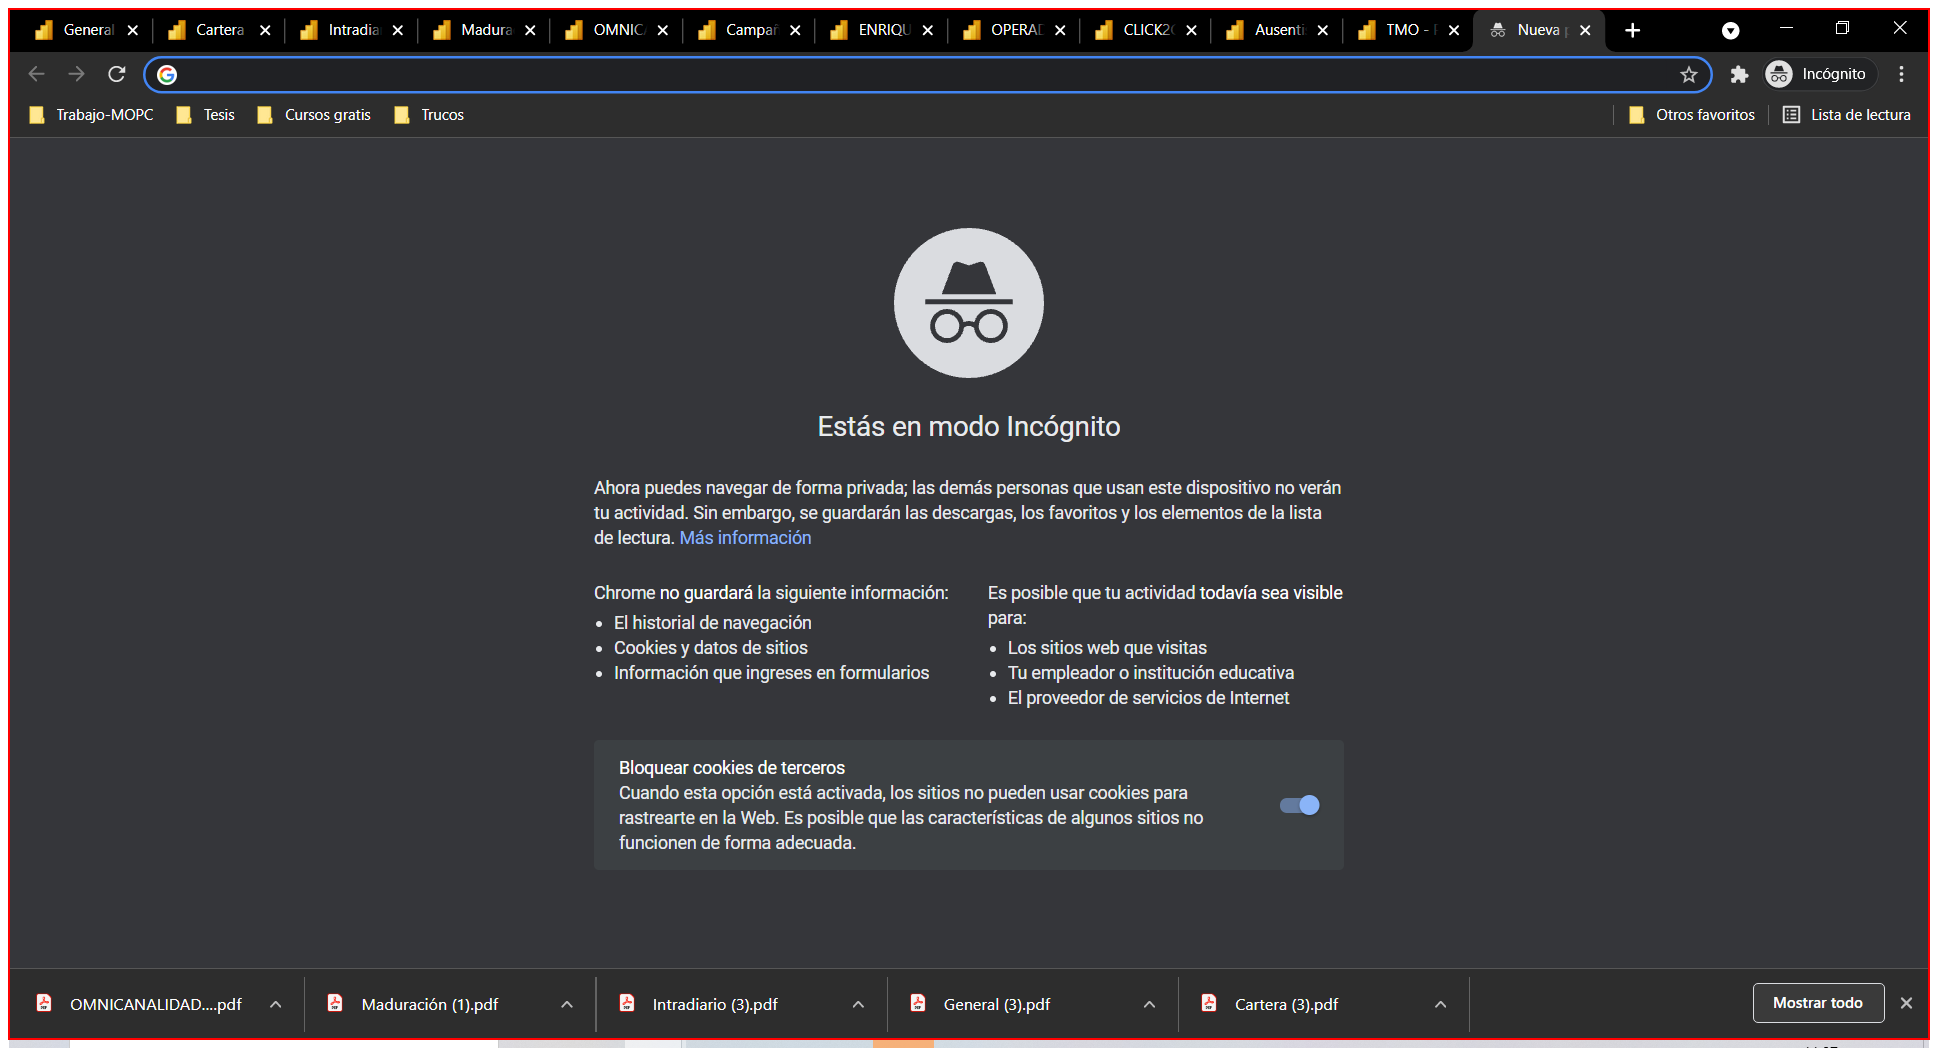 General
Cartera
Intradia
Madura
OMNIC
Campañ
ENRIQU
OPERAD
CLICK2
Ausenti
TMO -
Nueva
Incógnito
Trabajo-MOPC
Tesis
Cursos gratis
Trucos
Otros favoritos
Lista de lectura
Estás en modo Incógnito
Ahora puedes navegar de forma privada; las demás personas que usan este dispositivo no verán
tu actividad. Sin embargo, se guardarán las descargas, los favoritos y los elementos de la lista
de lectura. Más información
Chrome no guardará la siguiente información:
El historial de navegación
Cookies y datos de sitios
Información que ingreses en formularios
Es posible que tu actividad todavía sea visible
para:
Los sitios web que visitas
Tu empleador o institución educativa
El proveedor de servicios de Internet
Bloquear cookies de terceros
Cuando esta opción está activada, los sitios no pueden usar cookies para
rastrearte en la Web. Es posible que las características de algunos sitios no
funcionen de forma adecuada.
OMNICANALIDAD....pdf
Maduración (1).pdf
Intradiario (3).pdf
General (3).pdf
Cartera (3).pdf
Mostrar todo